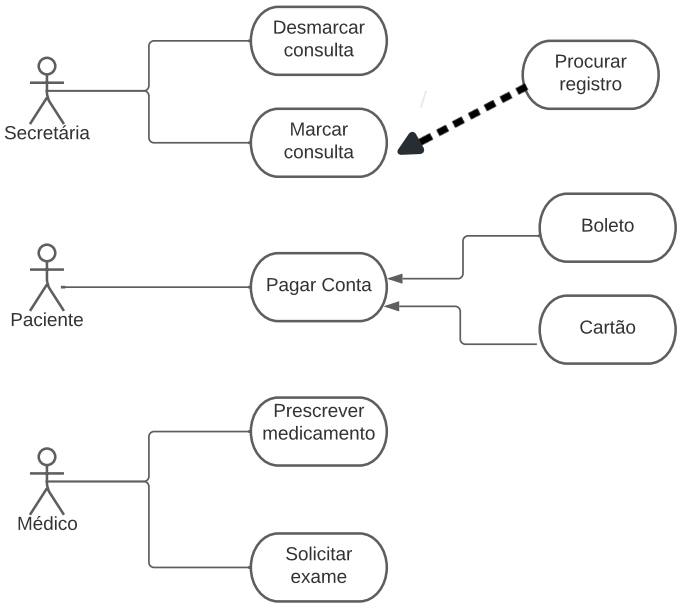 Desmarcar
consulta
Procurar
registro
Secretária
Marcar
consulta
Boleto
Pagar Conta
Paciente
Cartão
Prescrever
medicamento
Médico
Solicitar
exame